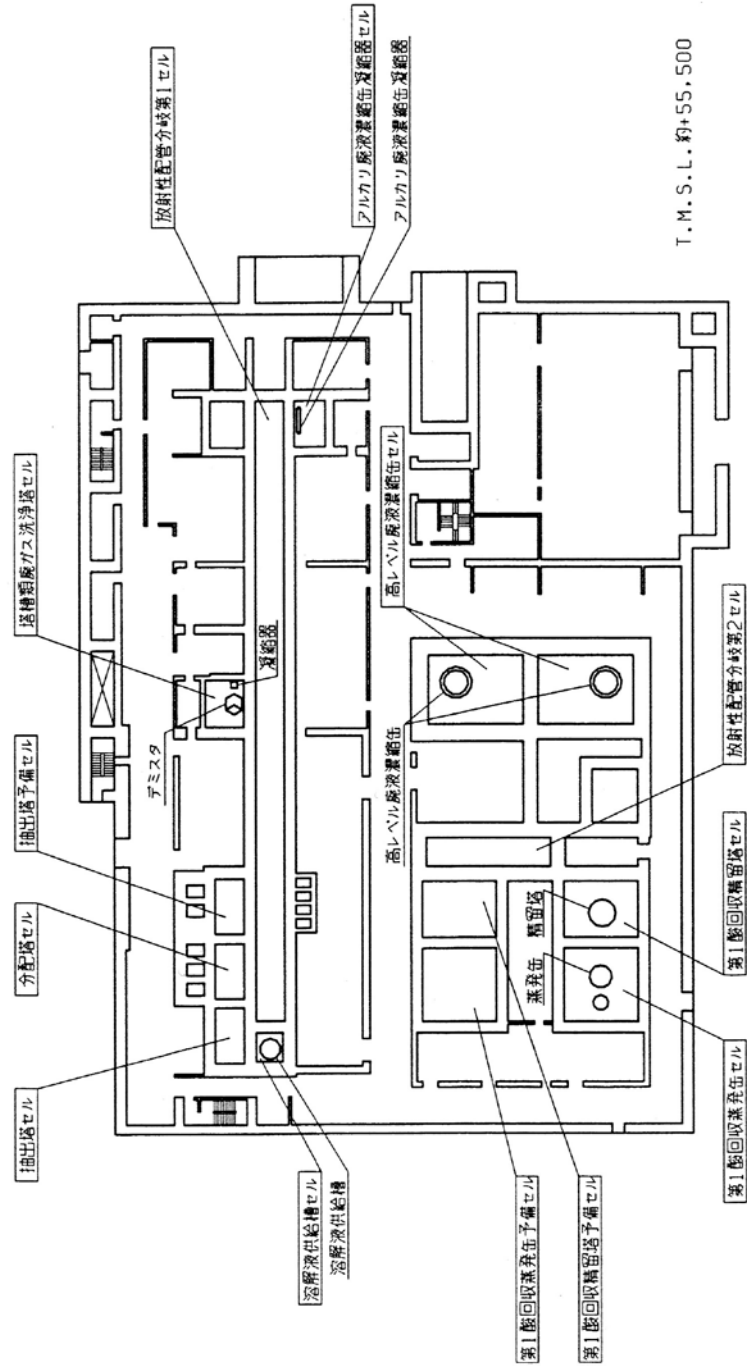 抽出塔セル
分配塔セル
抽出塔予備セル
塔槽類廃ガス洗浄塔セル
放射性配管分岐第1セル
アルカリ廃液濃縮缶凝縮器セル
アルカリ廃液濃縮缶凝縮器
デミスタ
凝縮器
溶解液供給槽セル
溶解液供給槽
高レベル廃液濃縮缶セル
高レベル廃液濃縮缶
蒸発缶
精留塔
第1酸回収蒸発缶予備セル
第1酸回収精留塔予備セル
第1酸回収蒸発缶セル
第1酸回収精留塔セル
放射性配管分岐第2セル
T.M.S.L.約+55,500